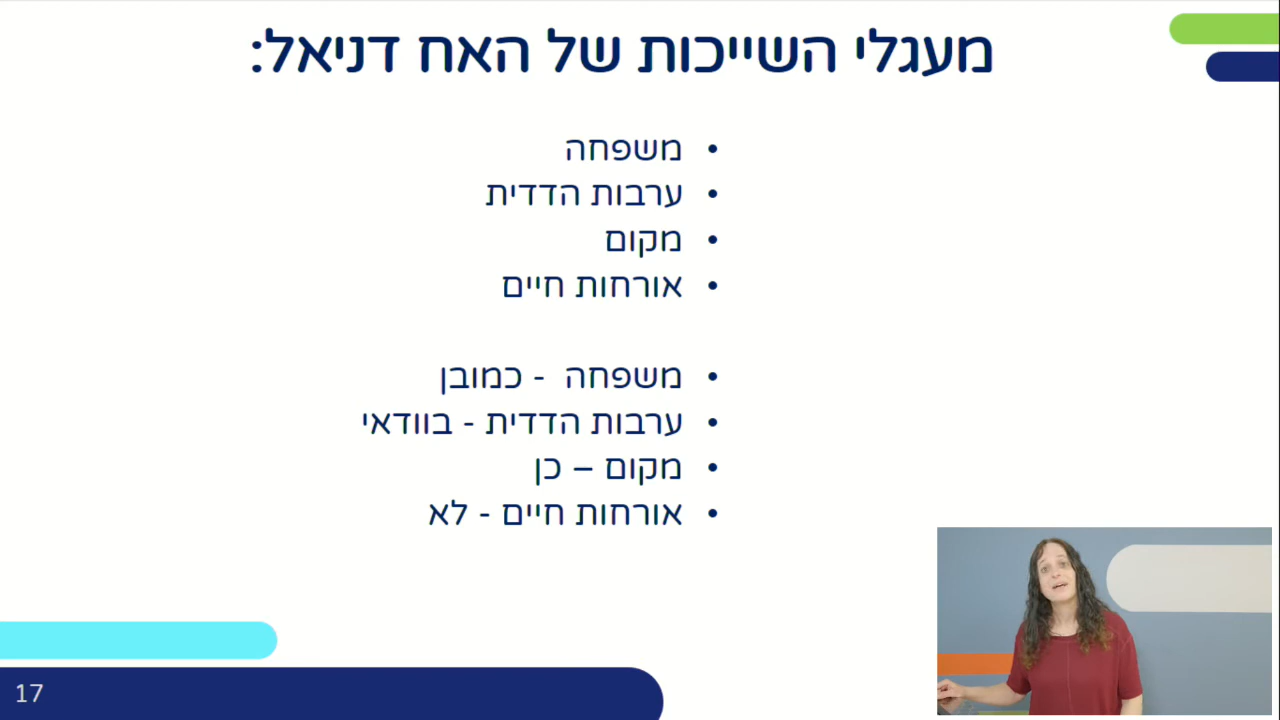 מעגלי השייכות של האח דניאל:
• משפחה
• ערבות הדדית
• מקום
• אורחות חיים
• משפחה - כמובן
• ערבות הדדית - בוודאי
• מקום – כן
• אורחות חיים - לא
17